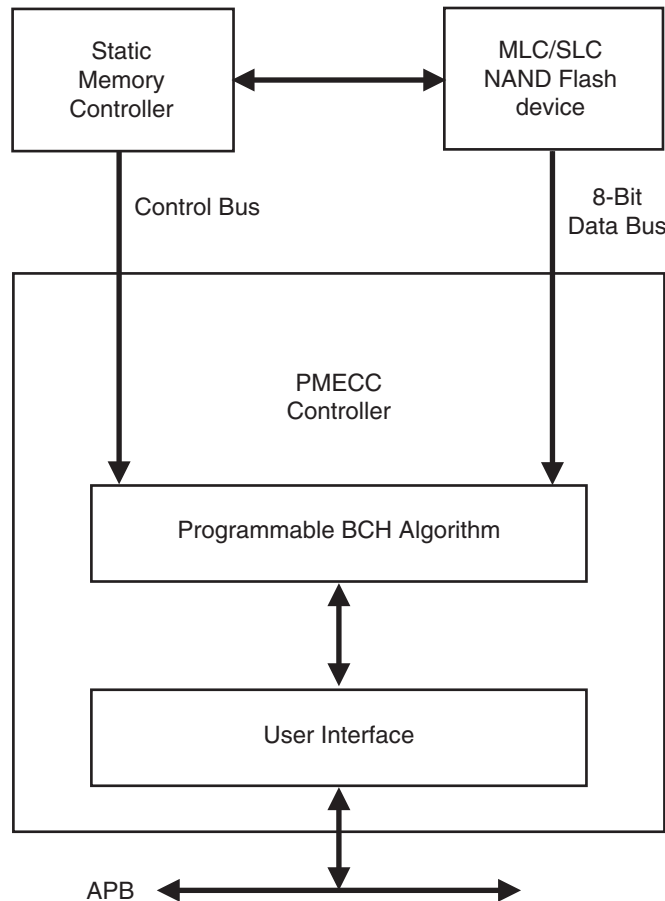 Static
Memory
Controller
MLC/SLC
NAND Flash
device
Control Bus
8-Bit
Data Bus
PMECC
Controller
Programmable BCH Algorithm
User Interface
APB